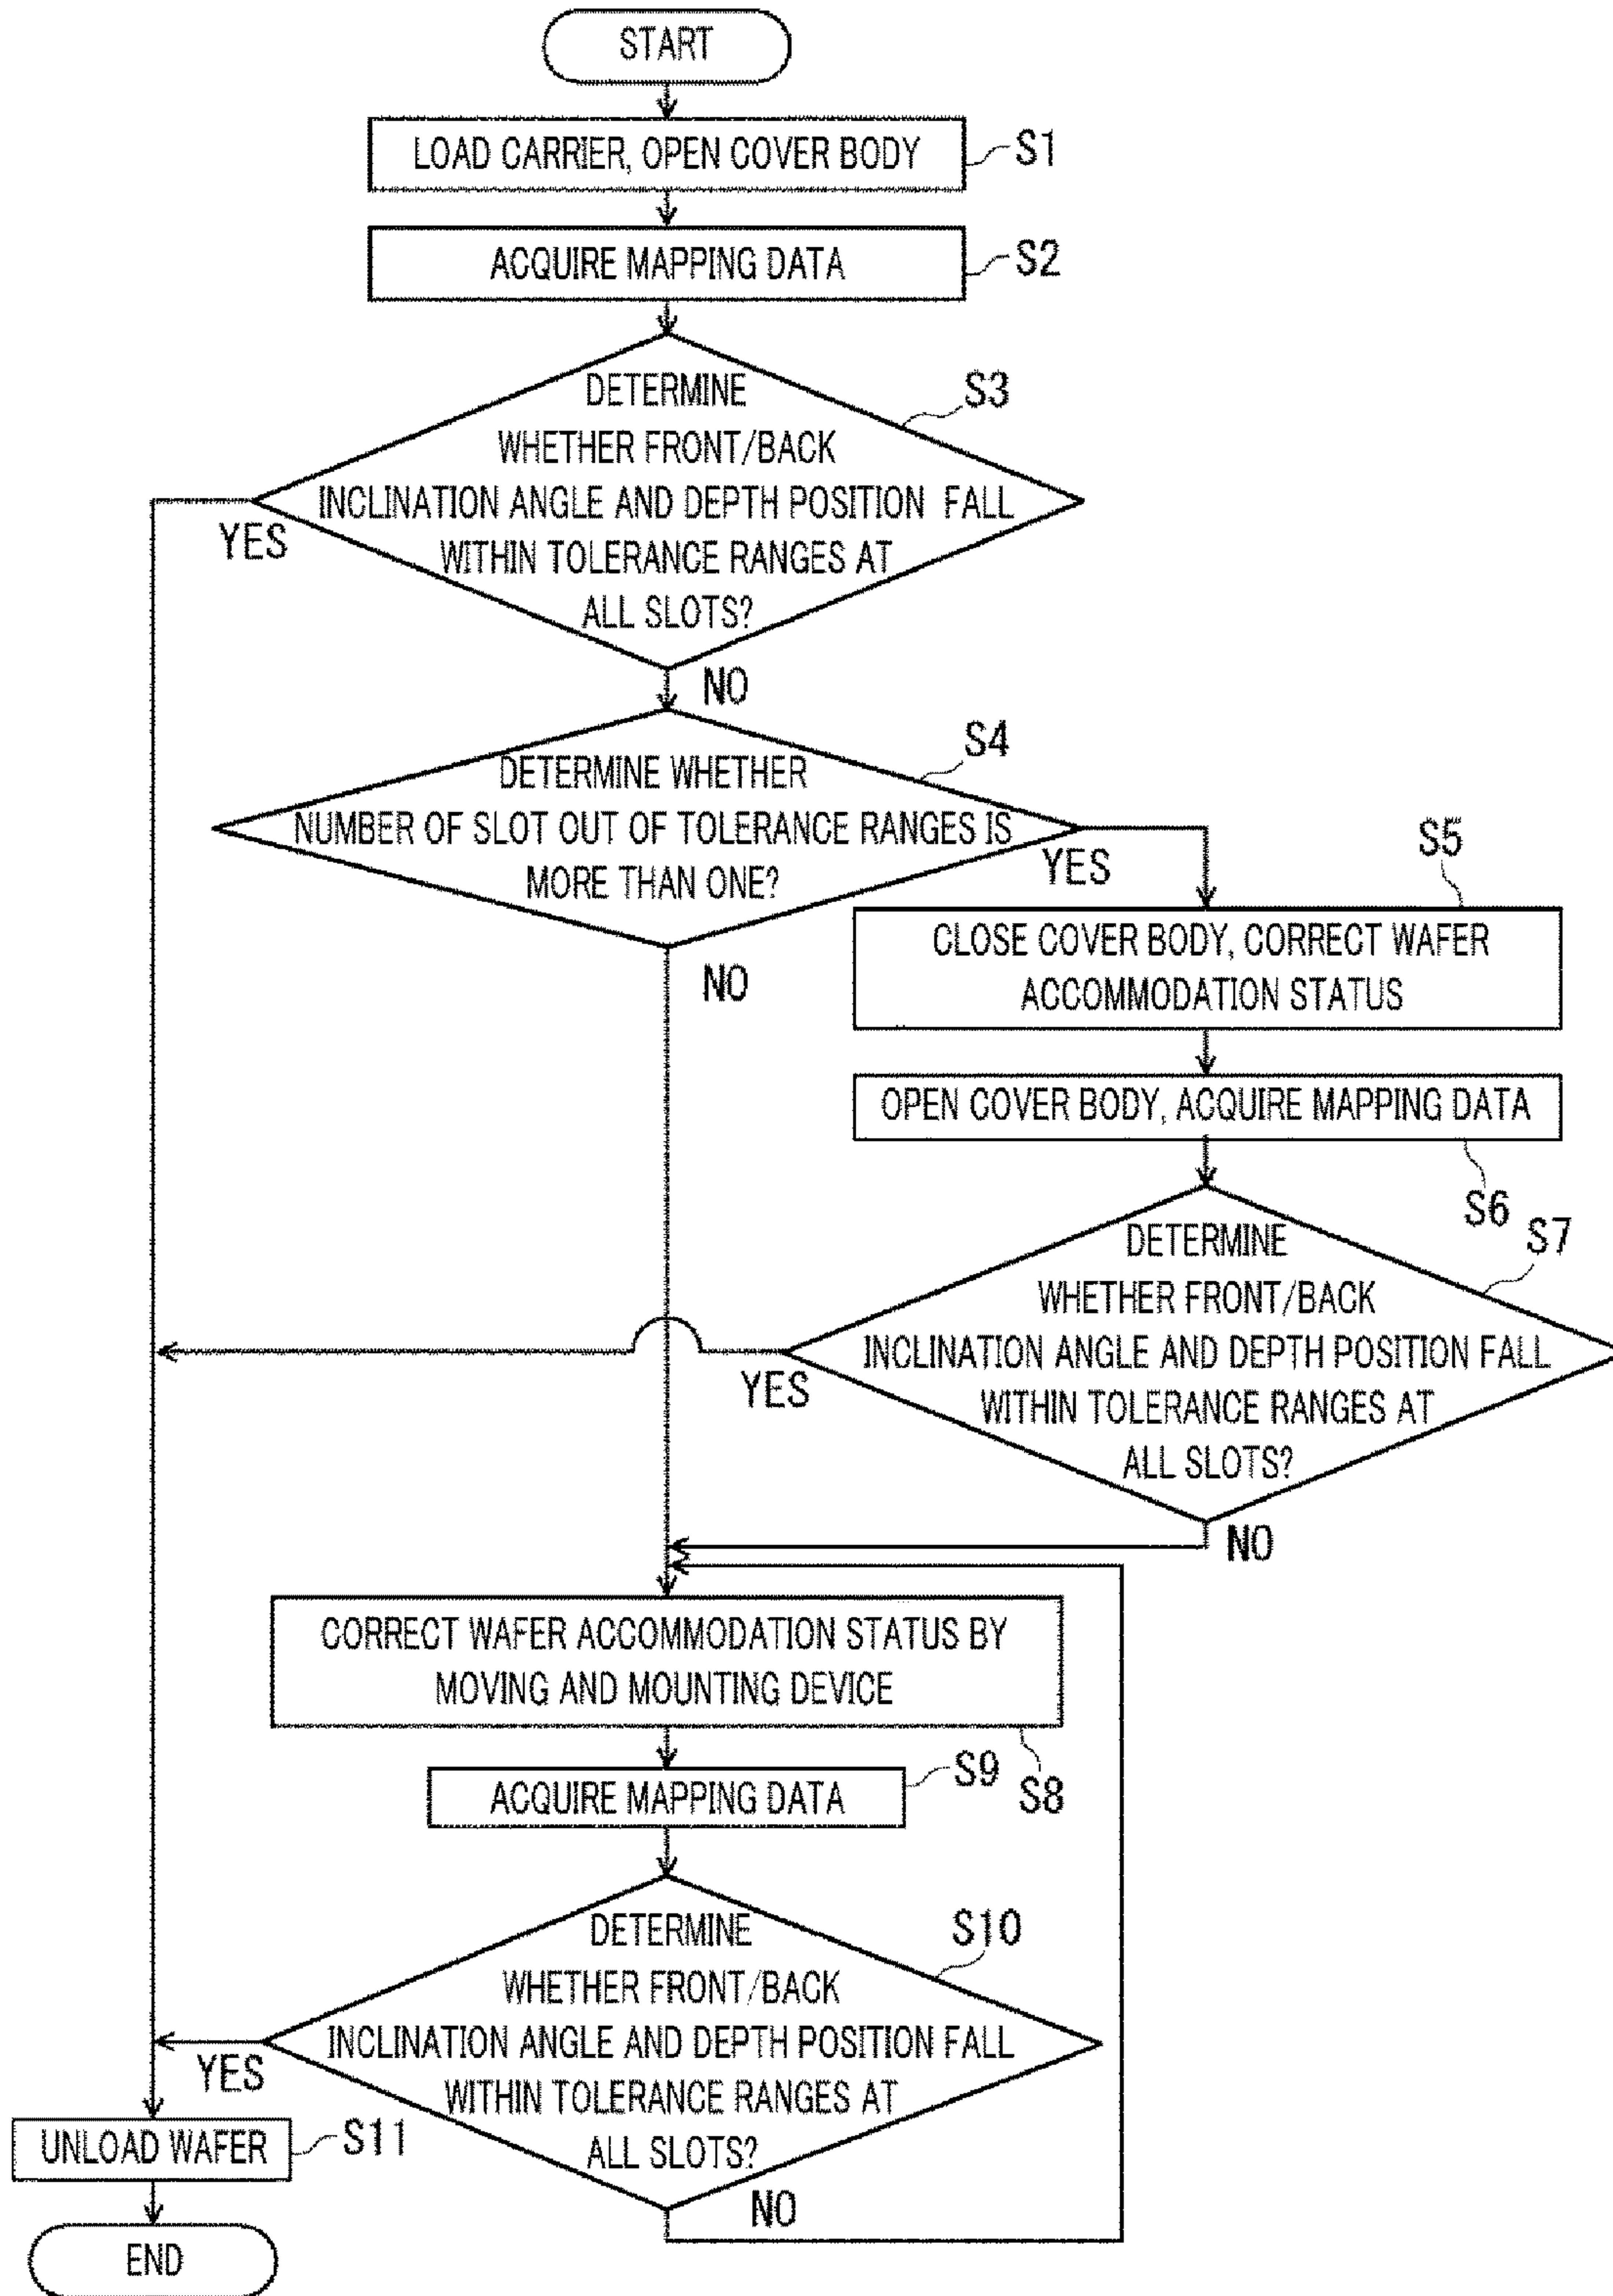 START
LOAD CARRIER, OPEN COVER BODY
S1
ACQUIRE MAPPING DATA
S2
DETERMINE
WHETHER FRONT/BACK
INCLINATION ANGLE AND DEPTH POSITION FALL
WITHIN TOLERANCE RANGES AT
ALL SLOTS?
S3
YES
NO
DETERMINE WHETHER
NUMBER OF SLOT OUT OF TOLERANCE RANGES IS
MORE THAN ONE?
S4
YES
NO
S5
CLOSE COVER BODY, CORRECT WAFER
ACCOMMODATION STATUS
OPEN COVER BODY, ACQUIRE MAPPING DATA
S6
DETERMINE
WHETHER FRONT/BACK
INCLINATION ANGLE AND DEPTH POSITION FALL
WITHIN TOLERANCE RANGES AT
ALL SLOTS?
S7
YES
NO
CORRECT WAFER ACCOMMODATION STATUS BY
MOVING AND MOUNTING DEVICE
S8
ACQUIRE MAPPING DATA
S9
DETERMINE
WHETHER FRONT/BACK
INCLINATION ANGLE AND DEPTH POSITION FALL
WITHIN TOLERANCE RANGES AT
ALL SLOTS?
S10
YES
NO
UNLOAD WAFER
S11
END